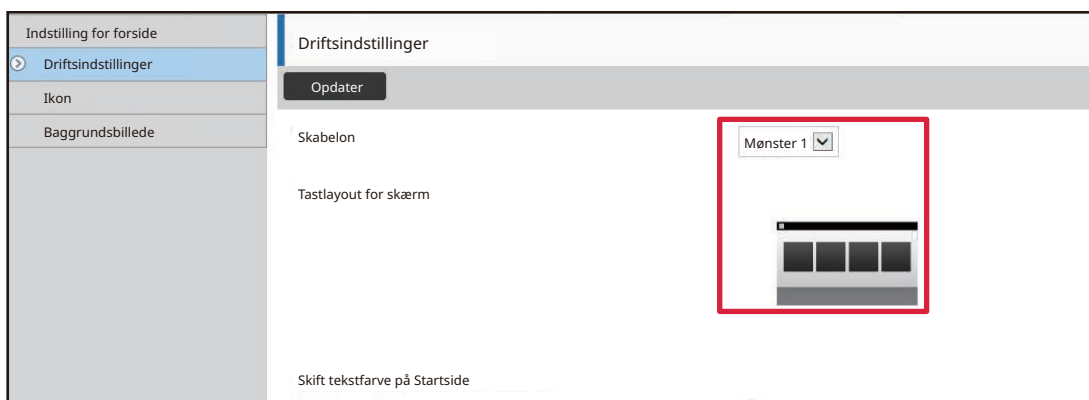 Indstilling for forside
Driftsindstillinger
Ikon
Baggrundsbillede
Driftsindstillinger
Opdater
Skabelon
Mønster 1
Tastlayout for skærm
Skift tekstfarve på Startside